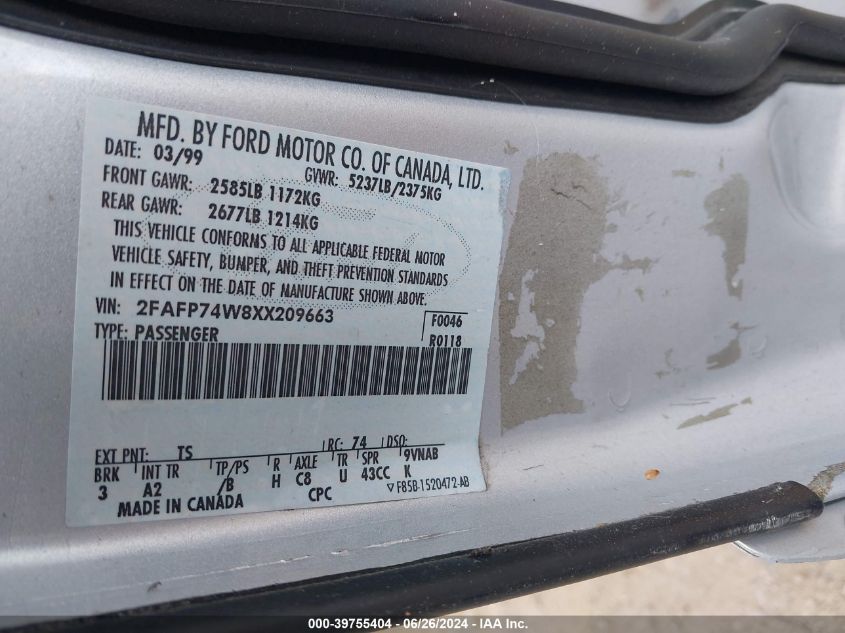 MFD. BY FORD MOTOR CO. OF CANADA, LTD.
DATE: 03/99 GVWR: 5237LB/2375KG
FRONT GAWR: 2585LB 1172KG
REAR GAWR: 2677LB 1214KG
THIS VEHICLE CONFORMS TO ALL APPLICABLE FEDERAL MOTOR
VEHICLE SAFETY, BUMPER, AND THEFT PREVENTION STANDARDS
IN EFFECT ON THE DATE OF MANUFACTURE SHOWN ABOVE.
VIN: 2FAFP74W8XX209663 F0046
TYPE: PASSENGER R0118
EXT PNT: TS RC: 74 DSO:
BRK INT TR TP/PS R AXLE TR SPR 9VNAB
3 A2 /B H C8 U 43CC K
MADE IN CANADA CPC F85B-1520472-AB
000-39755404 - 06/26/2024 - IAA Inc.